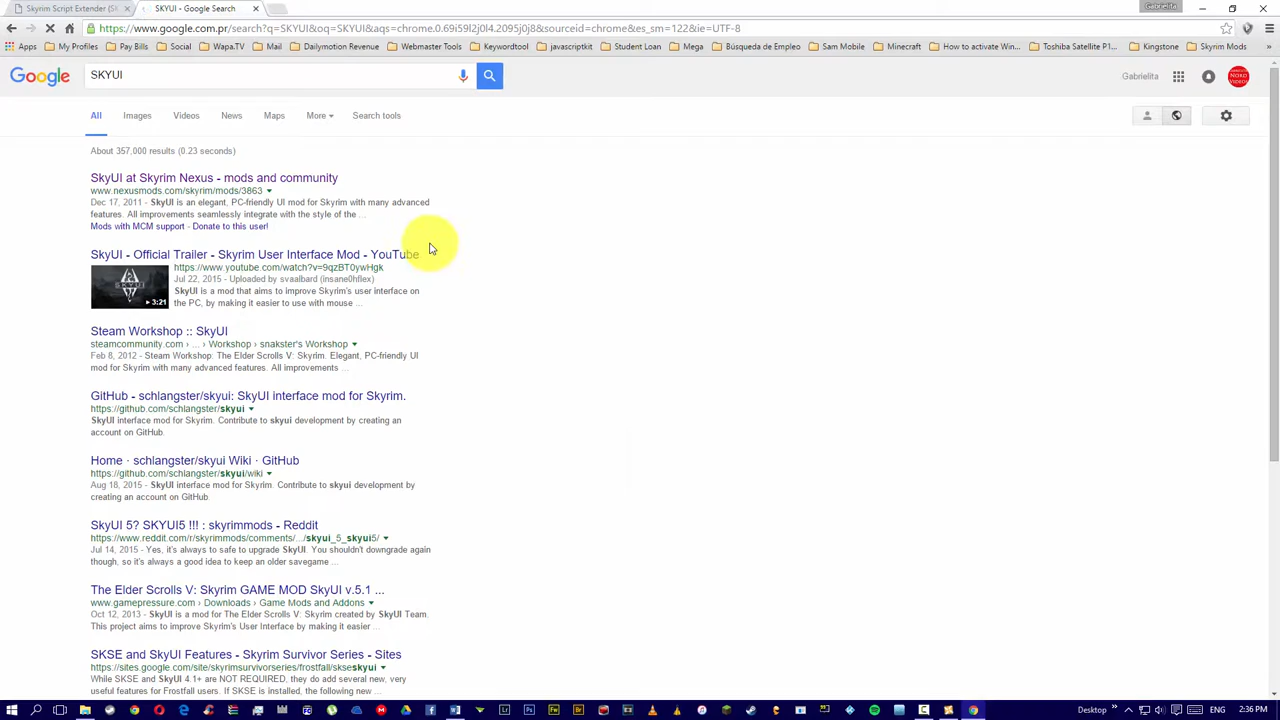 Skyrim Script Extender (SK
SKYUI - Google Search
Gabrielita
https://www.google.com.pr/search?q=SKYUI&oq=SKYUI&aqs=chrome.0.69i59l2j0l4.2095j0j8&sourceid=chrome&es_sm=122&ie=UTF-8
Apps My Profiles Pay Bills Social Wapa.TV Mail Dailymotion Revenue Webmaster Tools Keywordtool javascriptkit Student Loan Mega Búsqueda de Empleo Sam Mobile Minecraft How to activate Win... Toshiba Satellite P1... Kingstone Skyrim Mods
Google SKYUI Gabrielita
All Images Videos News Maps More Search tools
About 357,000 results (0.23 seconds)
SkyUI at Skyrim Nexus - mods and community
www.nexusmods.com/skyrim/mods/3863
Dec 17, 2011 - SkyUI is an elegant, PC-friendly UI mod for Skyrim with many advanced
features. All improvements seamlessly integrate with the style of the ...
Mods with MCM support - Donate to this user!
SkyUI - Official Trailer - Skyrim User Interface Mod - YouTube
https://www.youtube.com/watch?v=9qzBT0ywHgk
Jul 22, 2015 - Uploaded by svaalbard (insane0hflex)
SkyUI is a mod that aims to improve Skyrim's user interface on
the PC, by making it easier to use with mouse ...
SKYUI
3:21
Steam Workshop :: SkyUI
steamcommunity.com › ... › Workshop › snakster's Workshop
Feb 8, 2012 - Steam Workshop: The Elder Scrolls V: Skyrim. Elegant, PC-friendly UI
mod for Skyrim with many advanced features. All improvements ...
GitHub - schlangster/skyui: SkyUI interface mod for Skyrim.
https://github.com/schlangster/skyui
SkyUI interface mod for Skyrim. Contribute to skyui development by creating an
account on GitHub.
Home · schlangster/skyui Wiki · GitHub
https://github.com/schlangster/skyui/wiki
Aug 18, 2015 - SkyUI interface mod for Skyrim. Contribute to skyui development by
creating an account on GitHub.
SkyUI 5? SKYUI5 !!! : skyrimmods - Reddit
https://www.reddit.com/r/skyrimmods/comments/.../skyui_5_skyui5/
Jul 14, 2015 - Yes, it's always safe to upgrade SkyUI. You shouldn't downgrade again
though, so it's always a good idea to keep an older savegame ...
The Elder Scrolls V: Skyrim GAME MOD SkyUI v.5.1 ...
www.gamepressure.com › Downloads › Game Mods and Addons
Oct 12, 2013 - SkyUI is a mod for The Elder Scrolls V: Skyrim created by SkyUI Team.
This project aims to improve Skyrim's User Interface by making it easier ...
SKSE and SkyUI Features - Skyrim Survivor Series - Sites
https://sites.google.com/site/skyrimsurvivorseries/frostfall/skseskyui
While SKSE and SkyUI 4.1+ are NOT REQUIRED, they do add several new, very
useful features for Frostfall users. If SKSE is installed, the following new ...
Desktop ENG 2:36 PM